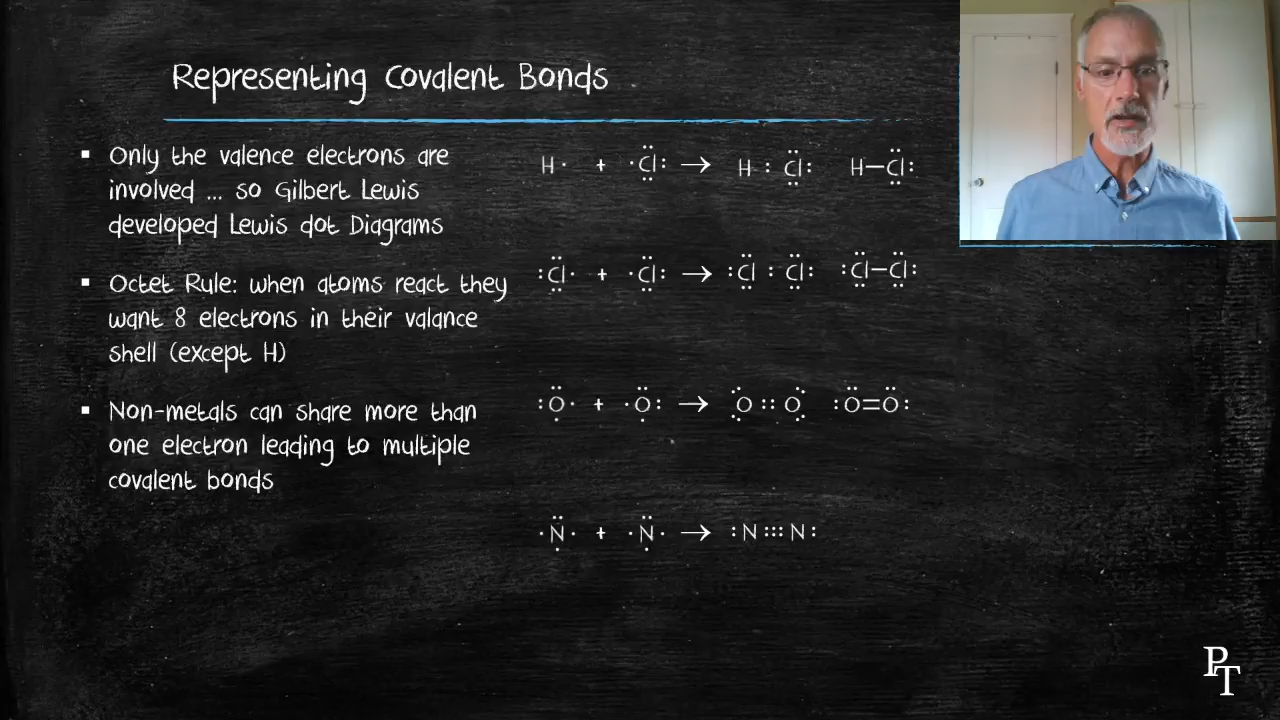 Representing Covalent Bonds
▪ Only the valence electrons are
involved ... so Gilbert Lewis
developed Lewis dot Diagrams
▪ Octet Rule: when atoms react they
want 8 electrons in their valance
shell (except H)
▪ Non-metals can share more than
one electron leading to multiple
covalent bonds
H· + ·Cl: → H : Cl: H—Cl:
:Cl· + ·Cl: → :Cl : Cl: :Cl—Cl:
:O· + ·O: → :O :: O: :O=O:
·N· + ·N· → :N ::: N:
PT